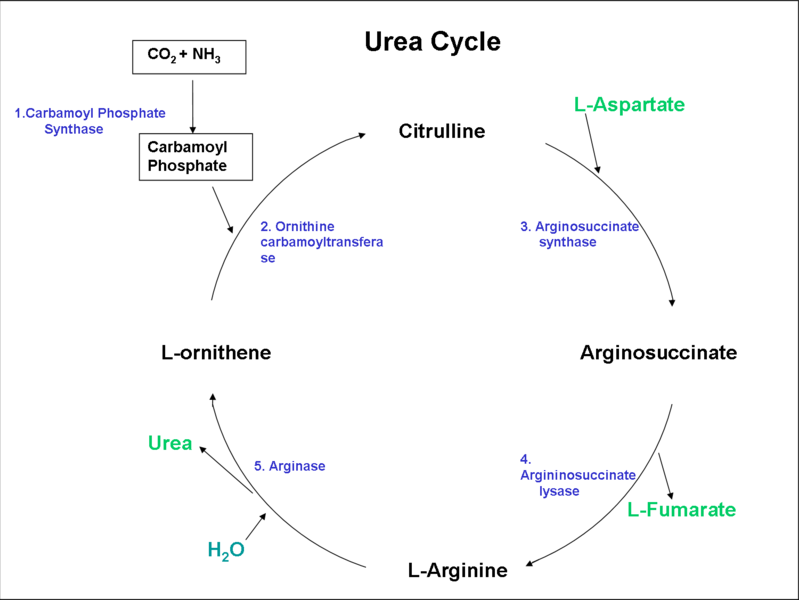 Urea Cycle
CO₂ + NH₃
1.Carbamoyl Phosphate
Synthase
Carbamoyl
Phosphate
L-Aspartate
Citrulline
2. Ornithine
carbamoyltransfera
se
3. Arginosuccinate
synthase
L-ornithene
Arginosuccinate
Urea
5. Arginase
4.
Argininosuccinate
lysase
L-Fumarate
H₂O
L-Arginine